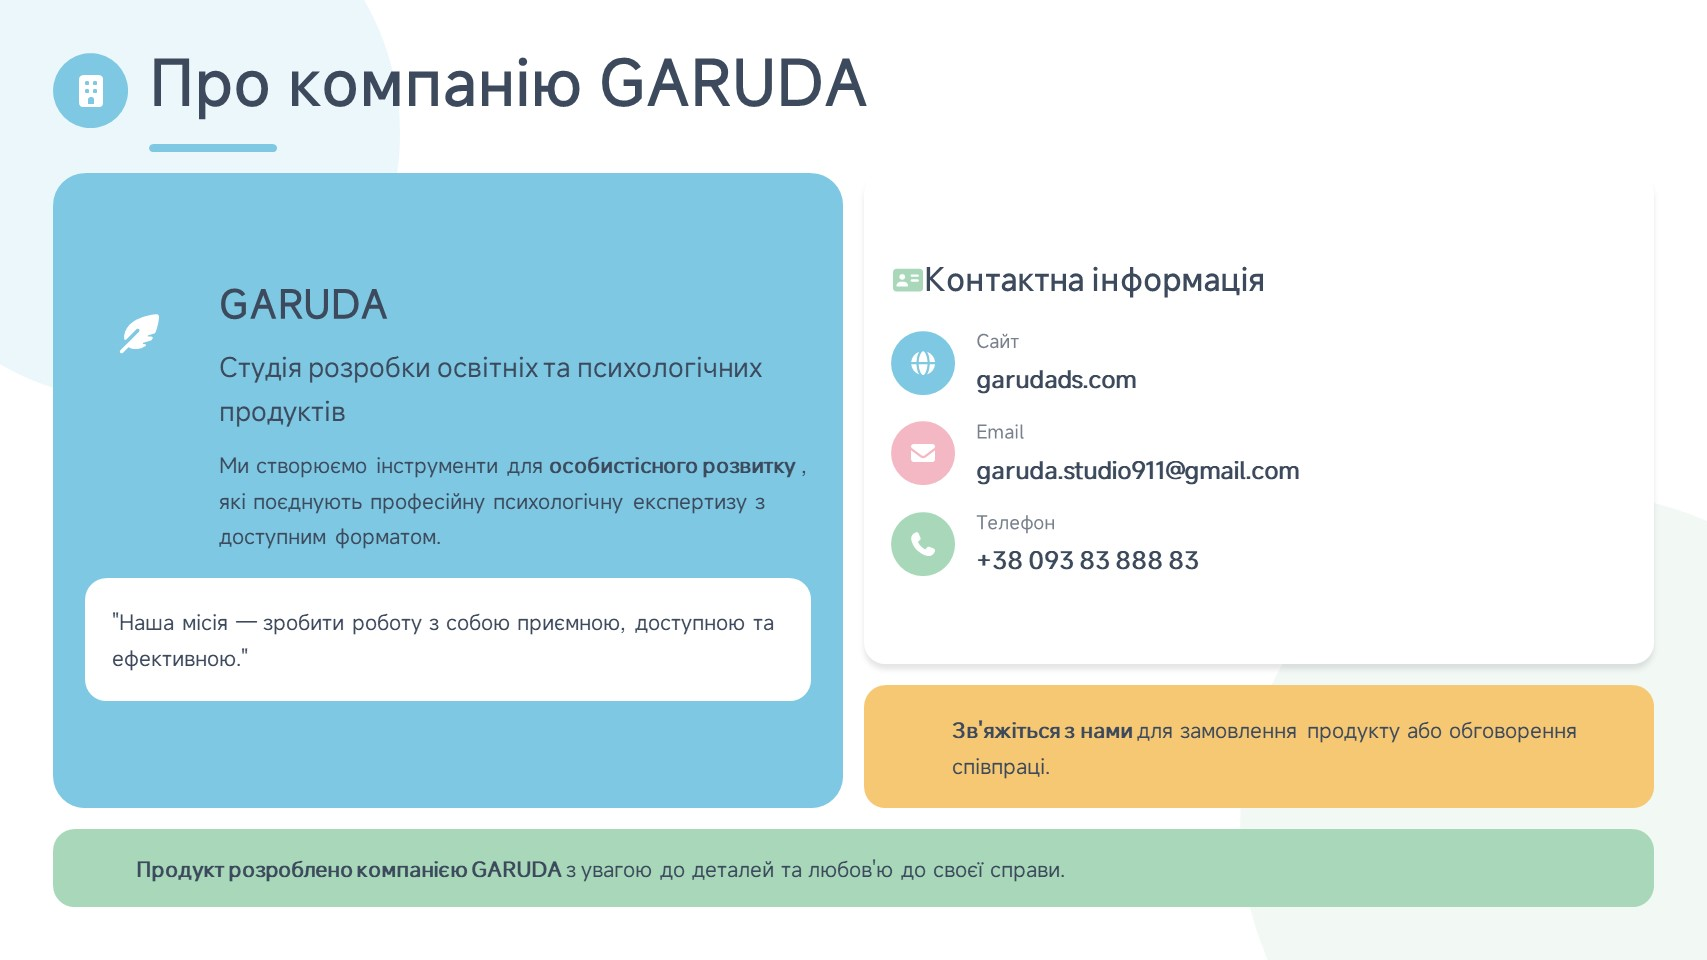 Про компанію GARUDA
GARUDA
Студія розробки освітніх та психологічних
продуктів
Ми створюємо інструменти для особистісного розвитку ,
які поєднують професійну психологічну експертизу з
доступним форматом.
"Наша місія — зробити роботу з собою приємною, доступною та
ефективною."
Контактна інформація
Сайт
garudads.com
Email
garuda.studio911@gmail.com
Телефон
+38 093 83 888 83
Зв'яжіться з нами для замовлення продукту або обговорення
співпраці.
Продукт розроблено компанією GARUDA з увагою до деталей та любов'ю до своєї справи.